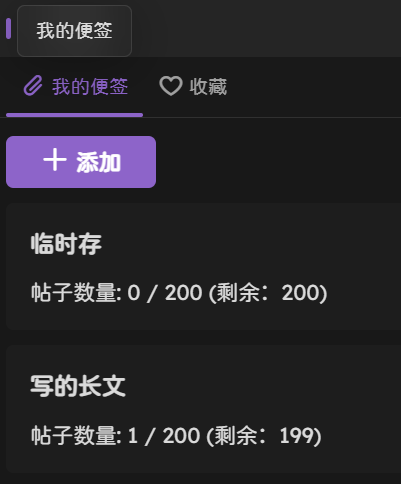 我的便签
我的便签 收藏
添加
临时存
帖子数量: 0 / 200 (剩余：200)
写的长文
帖子数量: 1 / 200 (剩余：199)